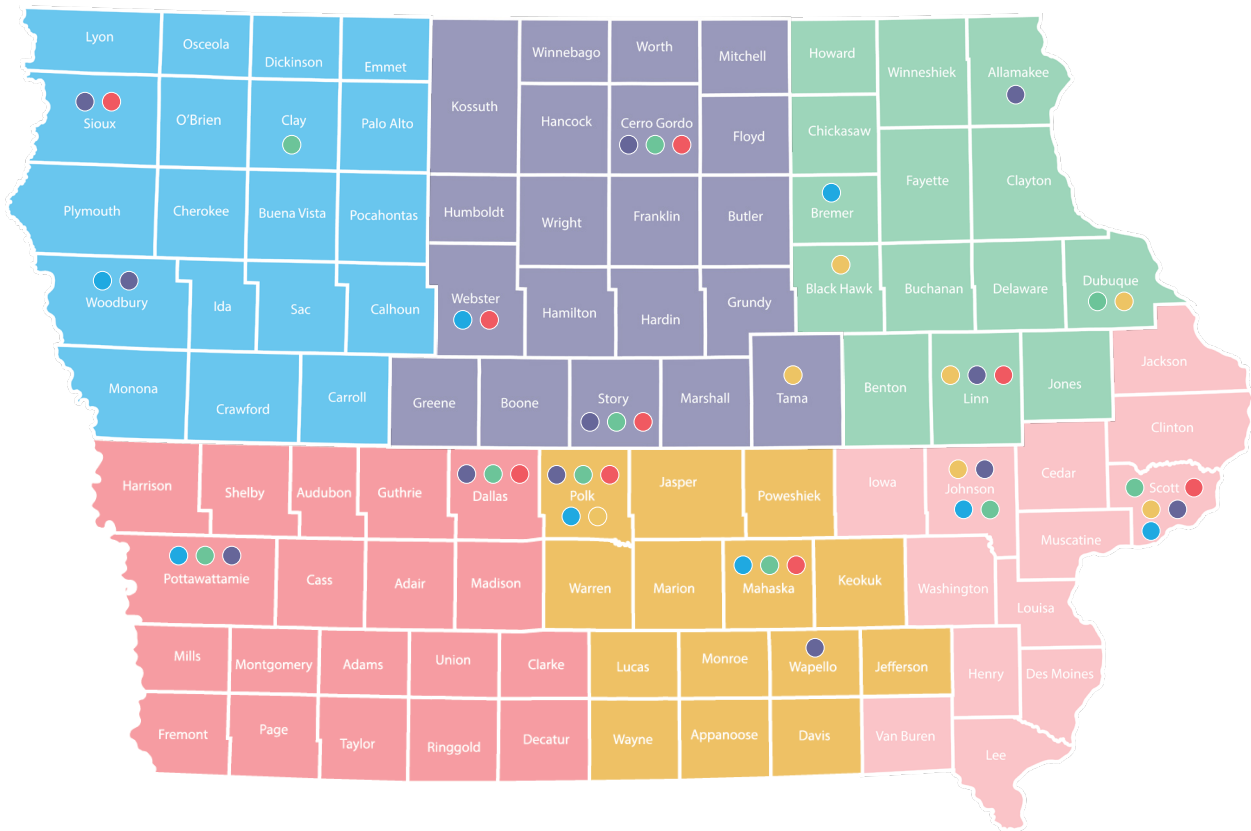 Lyon
Osceola
Dickinson
Emmet
Kossuth
Winnebago
Worth
Mitchell
Howard
Winneshiek
Allamakee
Sioux
O'Brien
Clay
Palo Alto
Hancock
Cerro Gordo
Floyd
Chickasaw
Fayette
Clayton
Plymouth
Cherokee
Buena Vista
Pocahontas
Humboldt
Wright
Franklin
Butler
Bremer
Woodbury
Ida
Sac
Calhoun
Webster
Hamilton
Hardin
Grundy
Black Hawk
Buchanan
Delaware
Dubuque
Monona
Crawford
Carroll
Greene
Boone
Story
Marshall
Tama
Benton
Linn
Jones
Jackson
Clinton
Harrison
Shelby
Audubon
Guthrie
Dallas
Polk
Jasper
Poweshiek
Iowa
Johnson
Cedar
Scott
Muscatine
Pottawattamie
Cass
Adair
Madison
Warren
Marion
Mahaska
Keokuk
Washington
Louisa
Mills
Montgomery
Adams
Union
Clarke
Lucas
Monroe
Wapello
Jefferson
Henry
Des Moines
Fremont
Page
Taylor
Ringgold
Decatur
Wayne
Appanoose
Davis
Van Buren
Lee